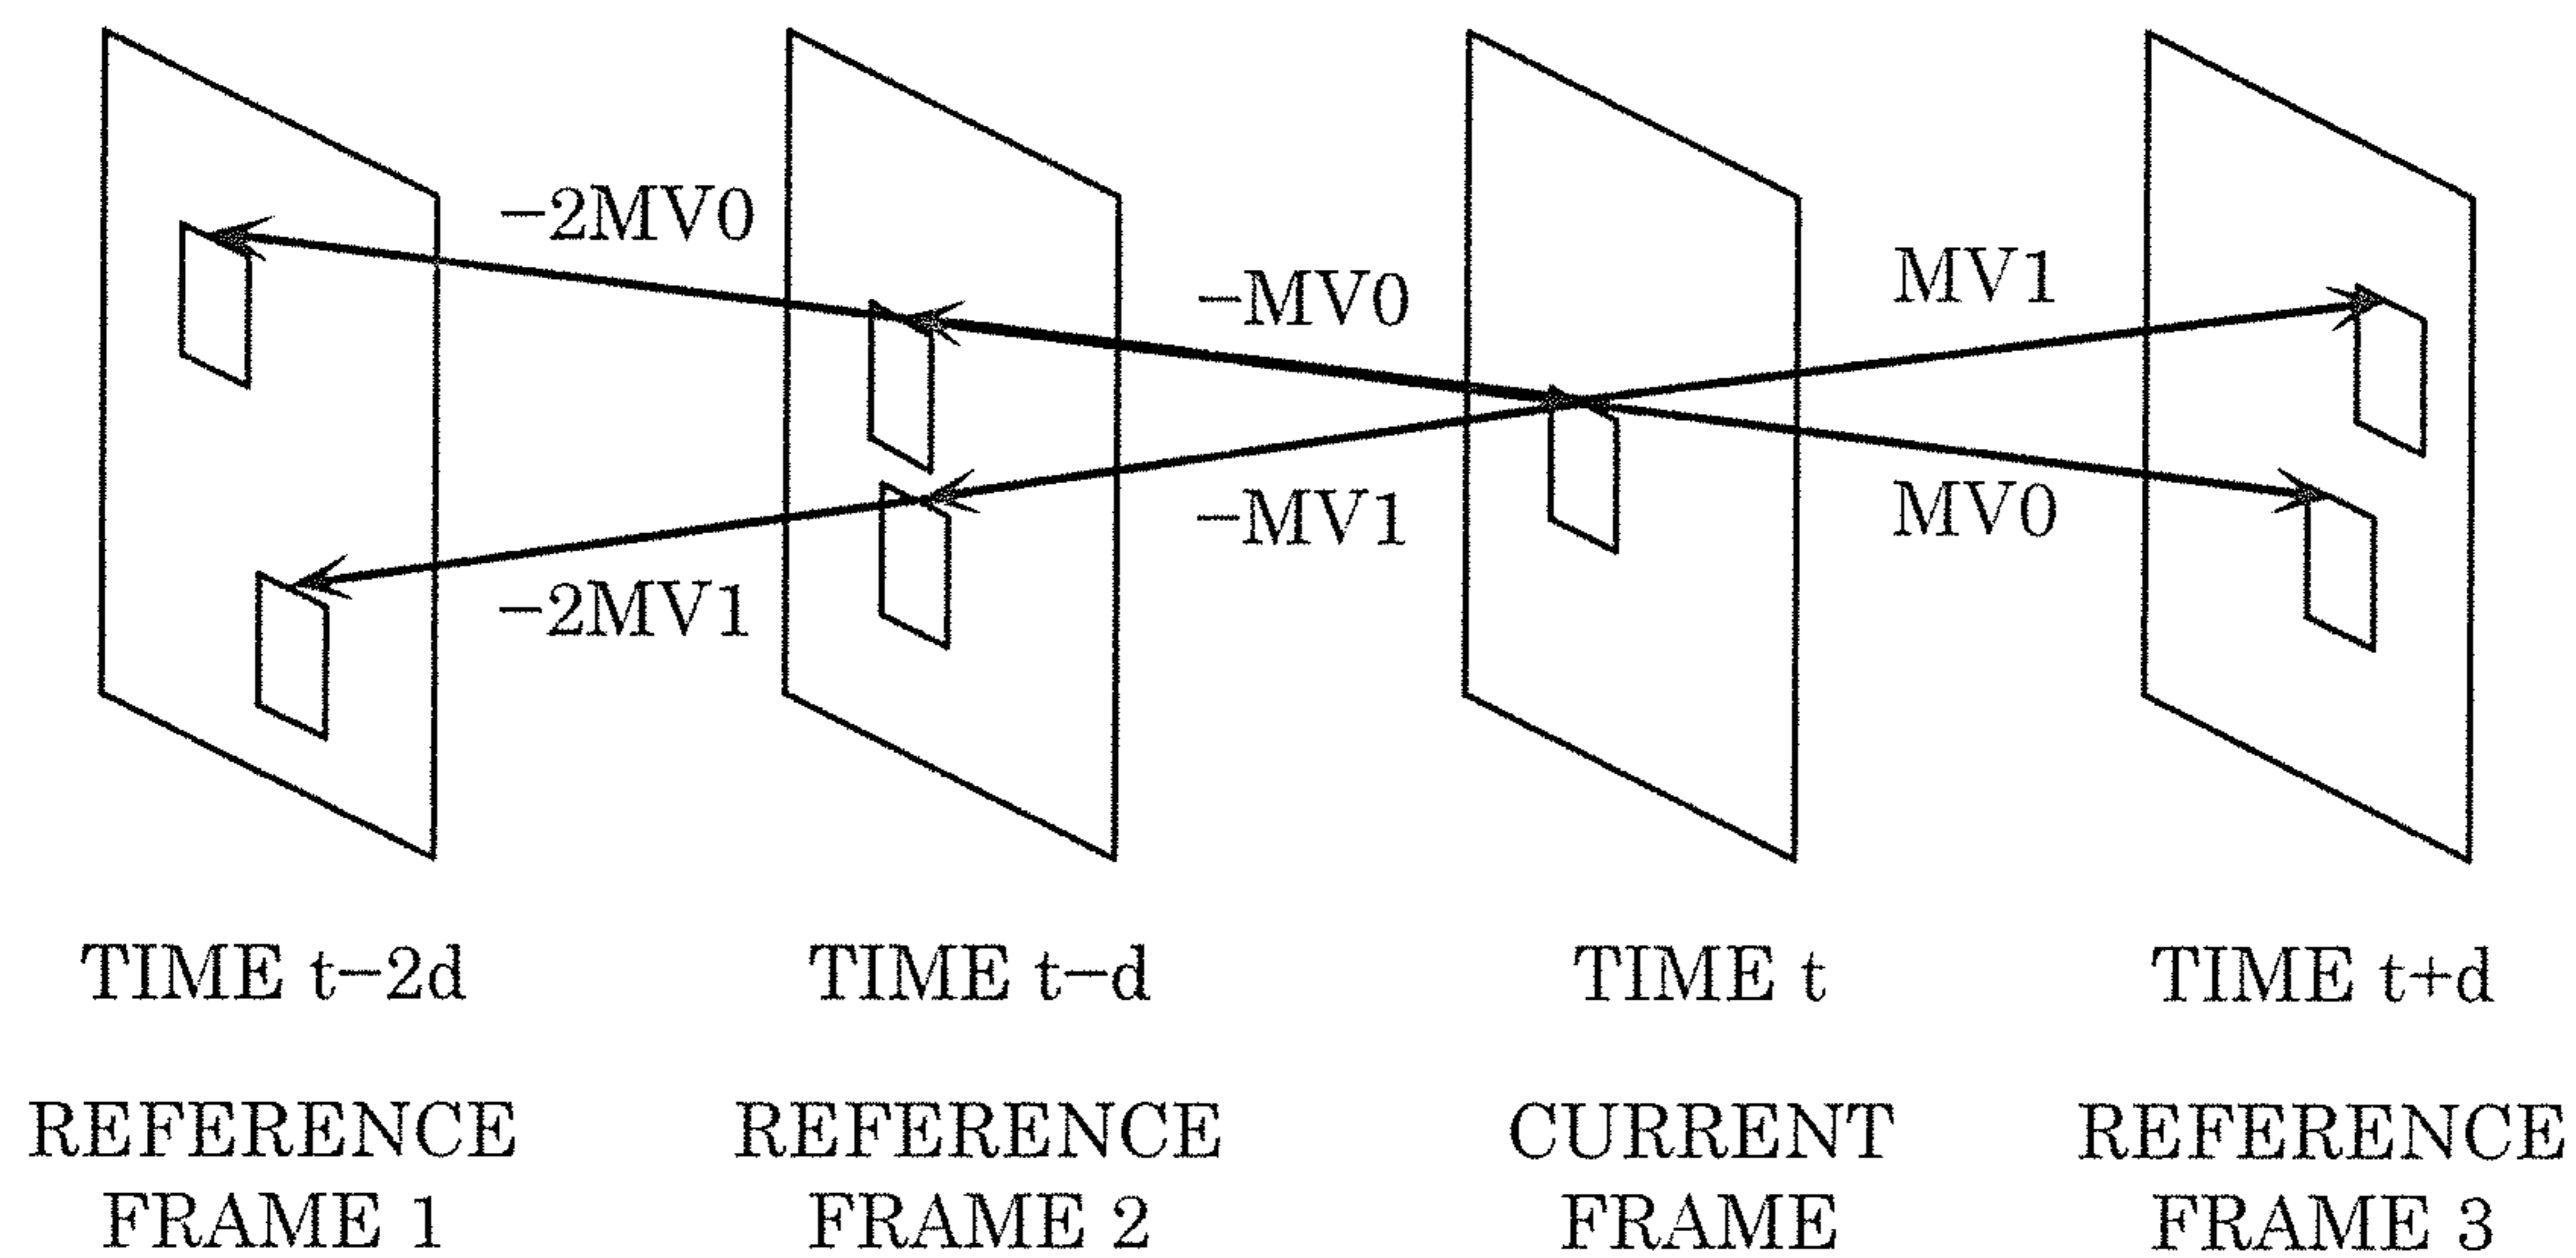 –2MV0
–MV0
MV1
–2MV1
–MV1
MV0
TIME t–2d
TIME t–d
TIME t
TIME t+d
REFERENCE
FRAME 1
REFERENCE
FRAME 2
CURRENT
FRAME
REFERENCE
FRAME 3